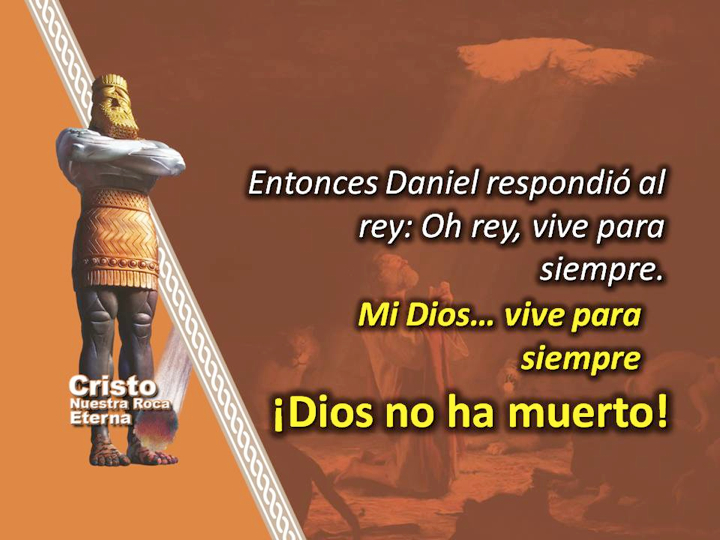 Entonces Daniel respondió al
rey: Oh rey, vive para
siempre.
Mi Dios... vive para
siempre
¡Dios no ha muerto!
Cristo
Nuestra Roca
Eterna